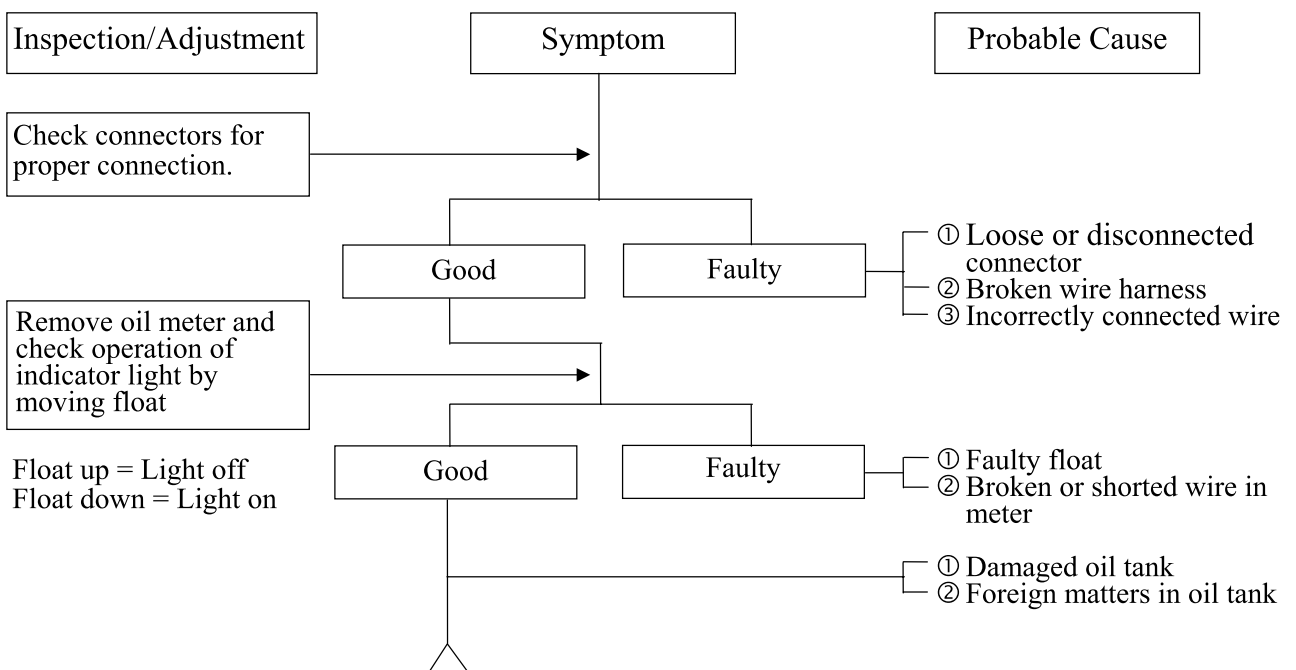 Inspection/Adjustment
Symptom
Probable Cause
Check connectors for
proper connection.
Good
Faulty
① Loose or disconnected
connector
② Broken wire harness
③ Incorrectly connected wire
Remove oil meter and
check operation of
indicator light by
moving float
Float up = Light off
Float down = Light on
Good
Faulty
① Faulty float
② Broken or shorted wire in
meter
① Damaged oil tank
② Foreign matters in oil tank